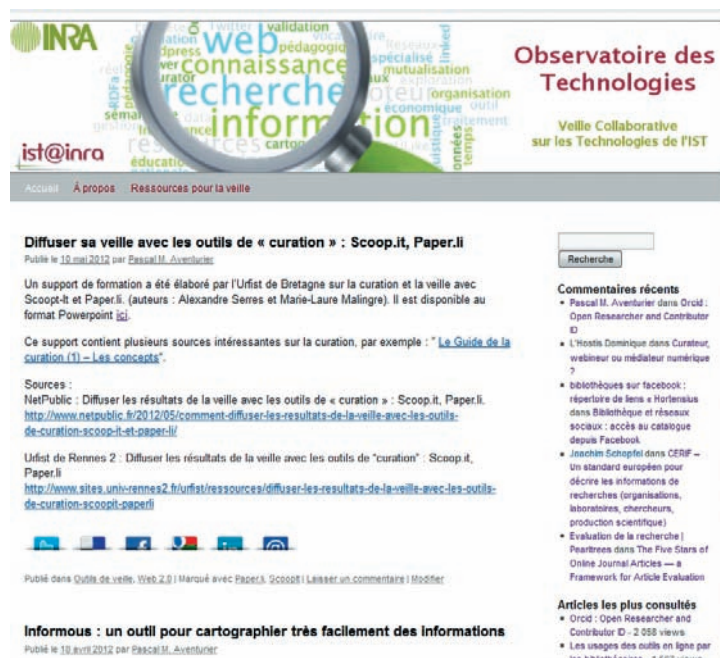 INRA
web
connaissance
recherche
information
validation
pédagogiq
spécialisé
mutualisation
organisation
économique
outil
traitement
linked
données
temps
éducatio
Observatoire des
Technologies
Veille Collaborative
sur les Technologies de l'IST
ist@inra
Accueil À propos Ressources pour la veille
Diffuser sa veille avec les outils de « curation » : Scoop.it, Paper.li
Publié le 10 mai 2012 par Pascal M. Aventurier
Un support de formation a été élaboré par l'Urfist de Bretagne sur la curation et la veille avec
Scoopt-It et Paper.li. (auteurs : Alexandre Serres et Marie-Laure Malingre). Il est disponible au
format Powerpoint ici.
Ce support contient plusieurs sources intéressantes sur la curation, par exemple : " Le Guide de la
curation (1) – Les concepts".
Sources :
NetPublic : Diffuser les résultats de la veille avec les outils de « curation » : Scoop.it, Paper.li.
http://www.netpublic.fr/2012/05/comment-diffuser-les-resultats-de-la-veille-avec-les-outils-
de-curation-scoop-it-et-paper-li/
Urfist de Rennes 2 : Diffuser les résultats de la veille avec les outils de "curation" : Scoop.it,
Paper.li
http://www.sites.univ-rennes2.fr/urfist/ressources/diffuser-les-resultats-de-la-veille-avec-les-outils-
de-curation-scoopit-paperli
Publié dans Outils de veille, Web 2.0 | Marqué avec Paper.li, Scoopt | Laisser un commentaire | Modifier
Informous : un outil pour cartographier très facilement des informations
Publié le 10 avril 2012 par Pascal M. Aventurier
Recherche
Commentaires récents
Pascal M. Aventurier dans Orcid :
Open Researcher and Contributor
ID
L'Hostis Dominique dans Curateur,
webineur ou médiateur numérique
?
bibliothèques sur facebook :
répertoire de liens « Hortensius
dans Bibliothèque et réseaux
sociaux : accès au catalogue
depuis Facebook
Joachim Schopfel dans CERIF –
Un standard européen pour
décrire les informations de
recherches (organisations,
laboratoires, chercheurs,
production scientifique)
Evaluation de la recherche |
Pearltrees dans The Five Stars of
Online Journal Articles — a
Framework for Article Evaluation
Articles les plus consultés
Orcid : Open Researcher and
Contributor ID - 2 058 views
Les usages des outils en ligne par